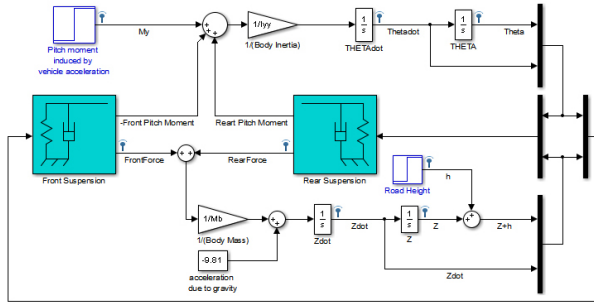 My
Pitch moment
induced by
vehicle acceleration
1/Iyy
1/(Body Inertia)
1
s
THETAdot
Thetadot
1
s
THETA
Theta
Thetadot
-Front Pitch Moment
Reart Pitch Moment
FrontForce
RearForce
Front Suspension
Rear Suspension
Road Height
h
1/Mb
1/(Body Mass)
-9.81
acceleration
due to gravity
1
s
Zdot
Zdot
1
s
Z
Z
Z+h
Zdot